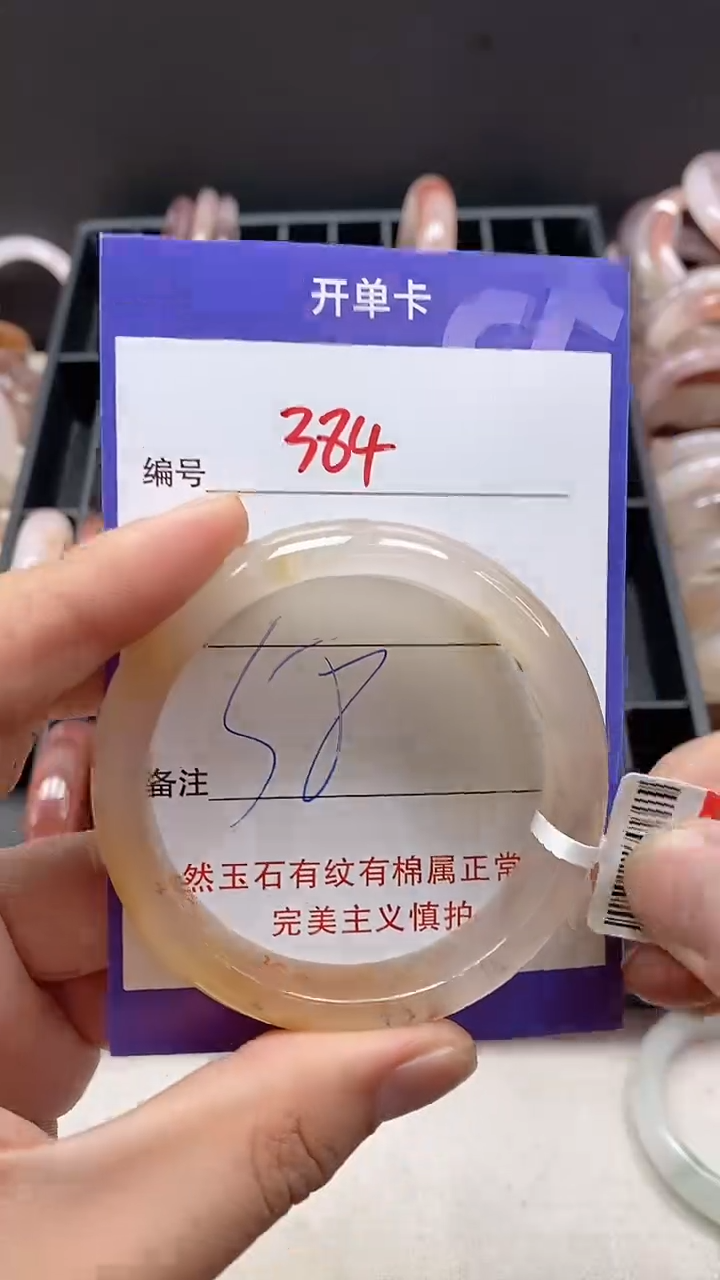 开单卡
编号 384
58
备注
然玉石有纹有棉属正常
完美主义慎拍